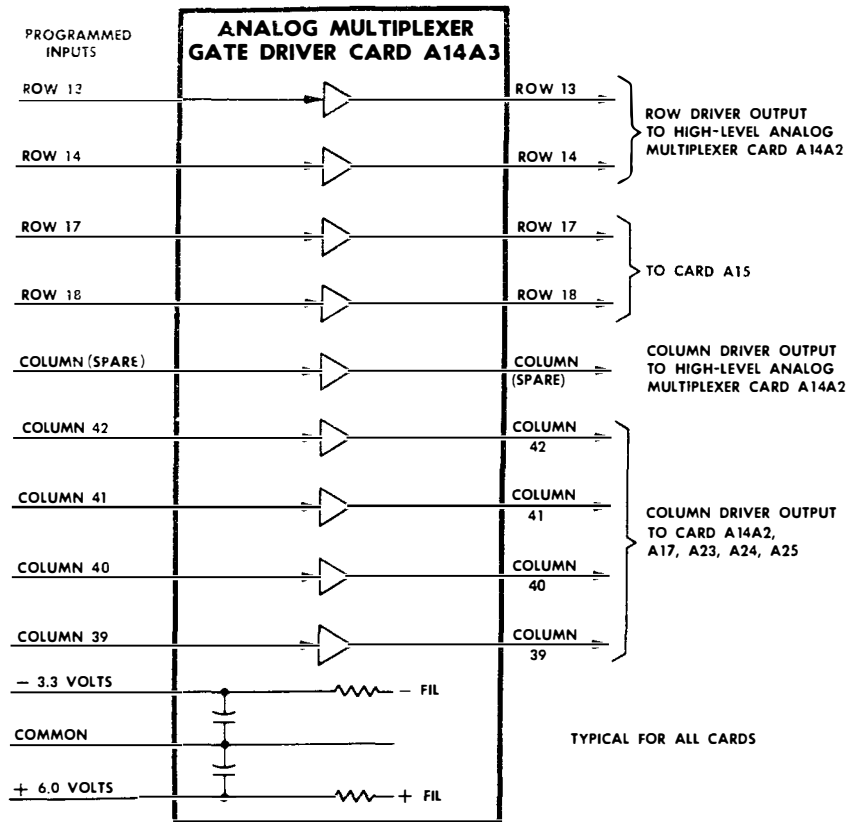 PROGRAMMED
INPUTS
ANALOG MULTIPLEXER
GATE DRIVER CARD A14A3
ROW 13
ROW 13
ROW DRIVER OUTPUT
TO HIGH-LEVEL ANALOG
MULTIPLEXER CARD A14A2
ROW 14
ROW 14
ROW 17
ROW 17
TO CARD A15
ROW 18
ROW 18
COLUMN (SPARE)
COLUMN
(SPARE)
COLUMN DRIVER OUTPUT
TO HIGH-LEVEL ANALOG
MULTIPLEXER CARD A14A2
COLUMN 42
COLUMN
42
COLUMN 41
COLUMN
41
COLUMN DRIVER OUTPUT
TO CARD A14A2,
A17, A23, A24, A25
COLUMN 40
COLUMN
40
COLUMN 39
COLUMN
39
− 3.3 VOLTS
− FIL
COMMON
TYPICAL FOR ALL CARDS
+ 6.0 VOLTS
+ FIL